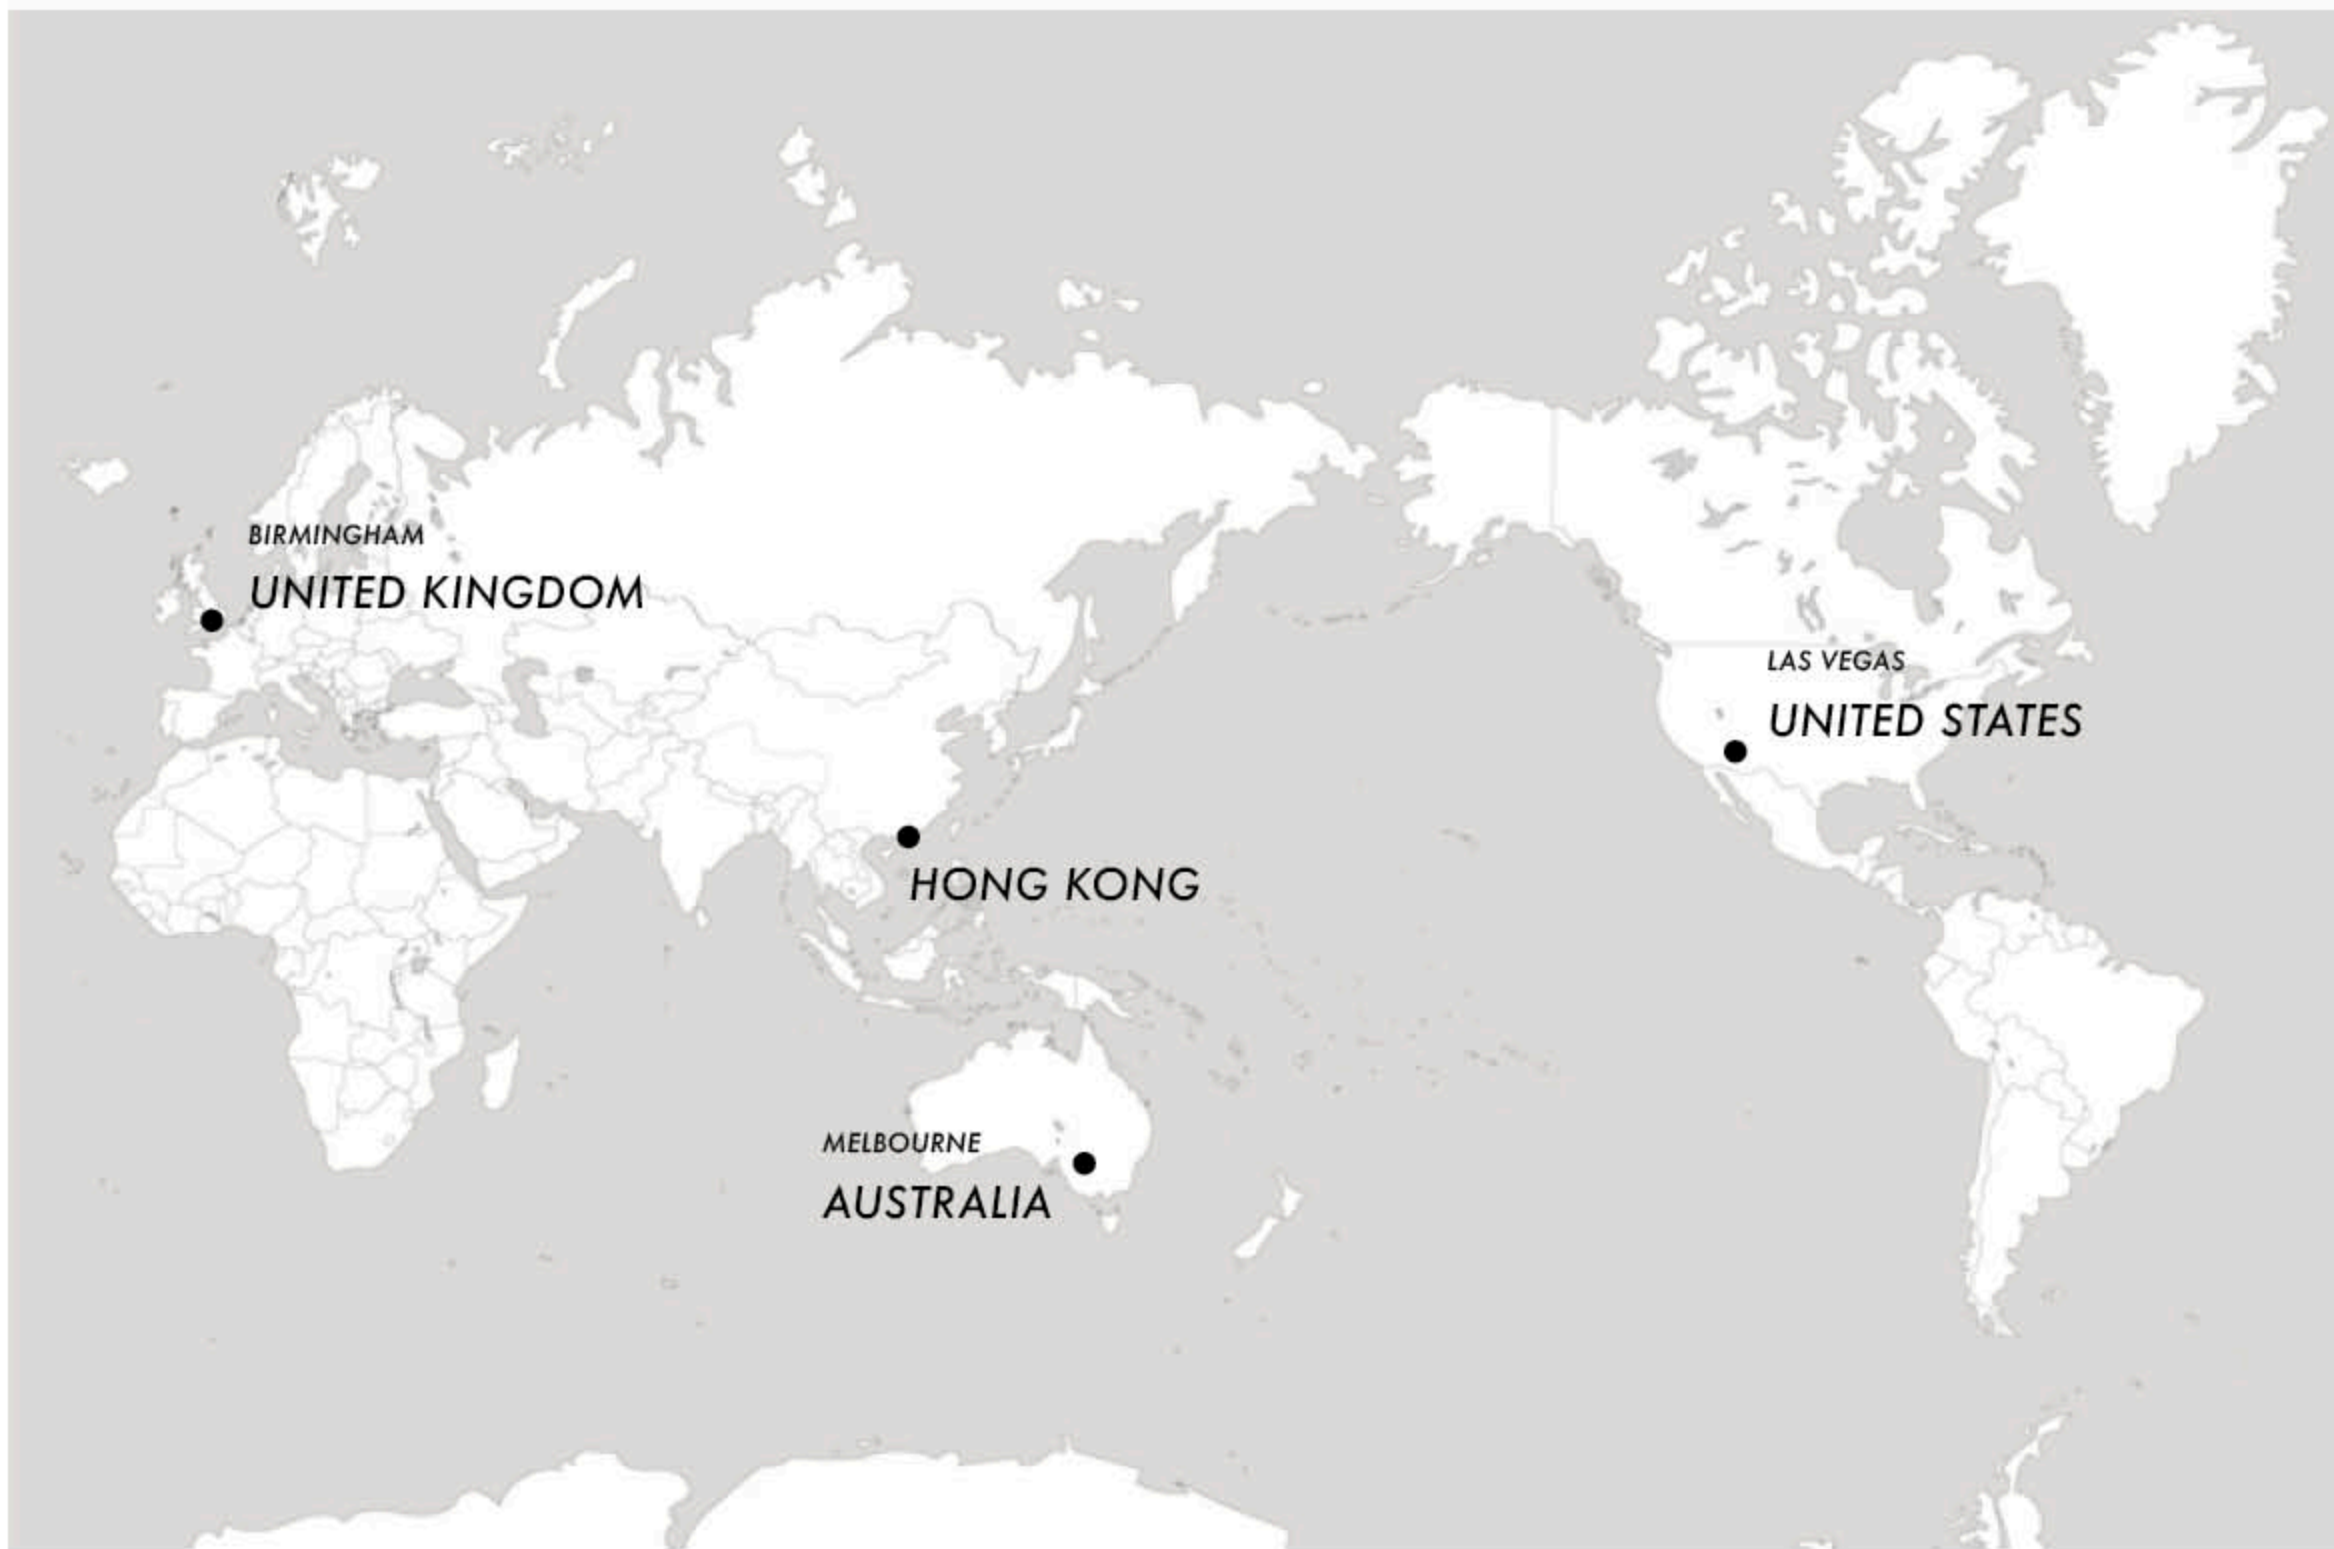 BIRMINGHAM
UNITED KINGDOM
LAS VEGAS
UNITED STATES
HONG KONG
MELBOURNE
AUSTRALIA